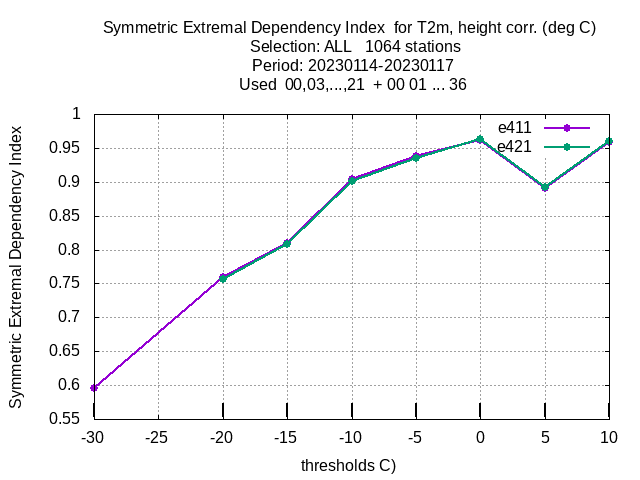 Symmetric Extremal Dependency Index  for T2m, height corr. (deg C)
Selection: ALL   1064 stations
Period: 20230114-20230117
Used  00,03,...,21  + 00 01 ... 36
Symmetric Extremal Dependency Index
1
0.95
0.9
0.85
0.8
0.75
0.7
0.65
0.6
0.55
e411
e421
-30 -25 -20 -15 -10 -5 0 5 10
thresholds C)